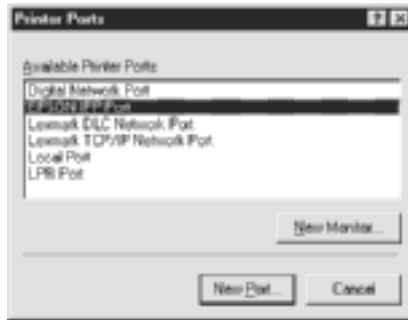 Printer Ports
Available Printer Ports:
Digital Network Port
EPSON IPP Port
Lexmark DLC Network Port
Lexmark TCP/IP Network Port
Local Port
LPR Port
New Monitor...
New Port...
Cancel